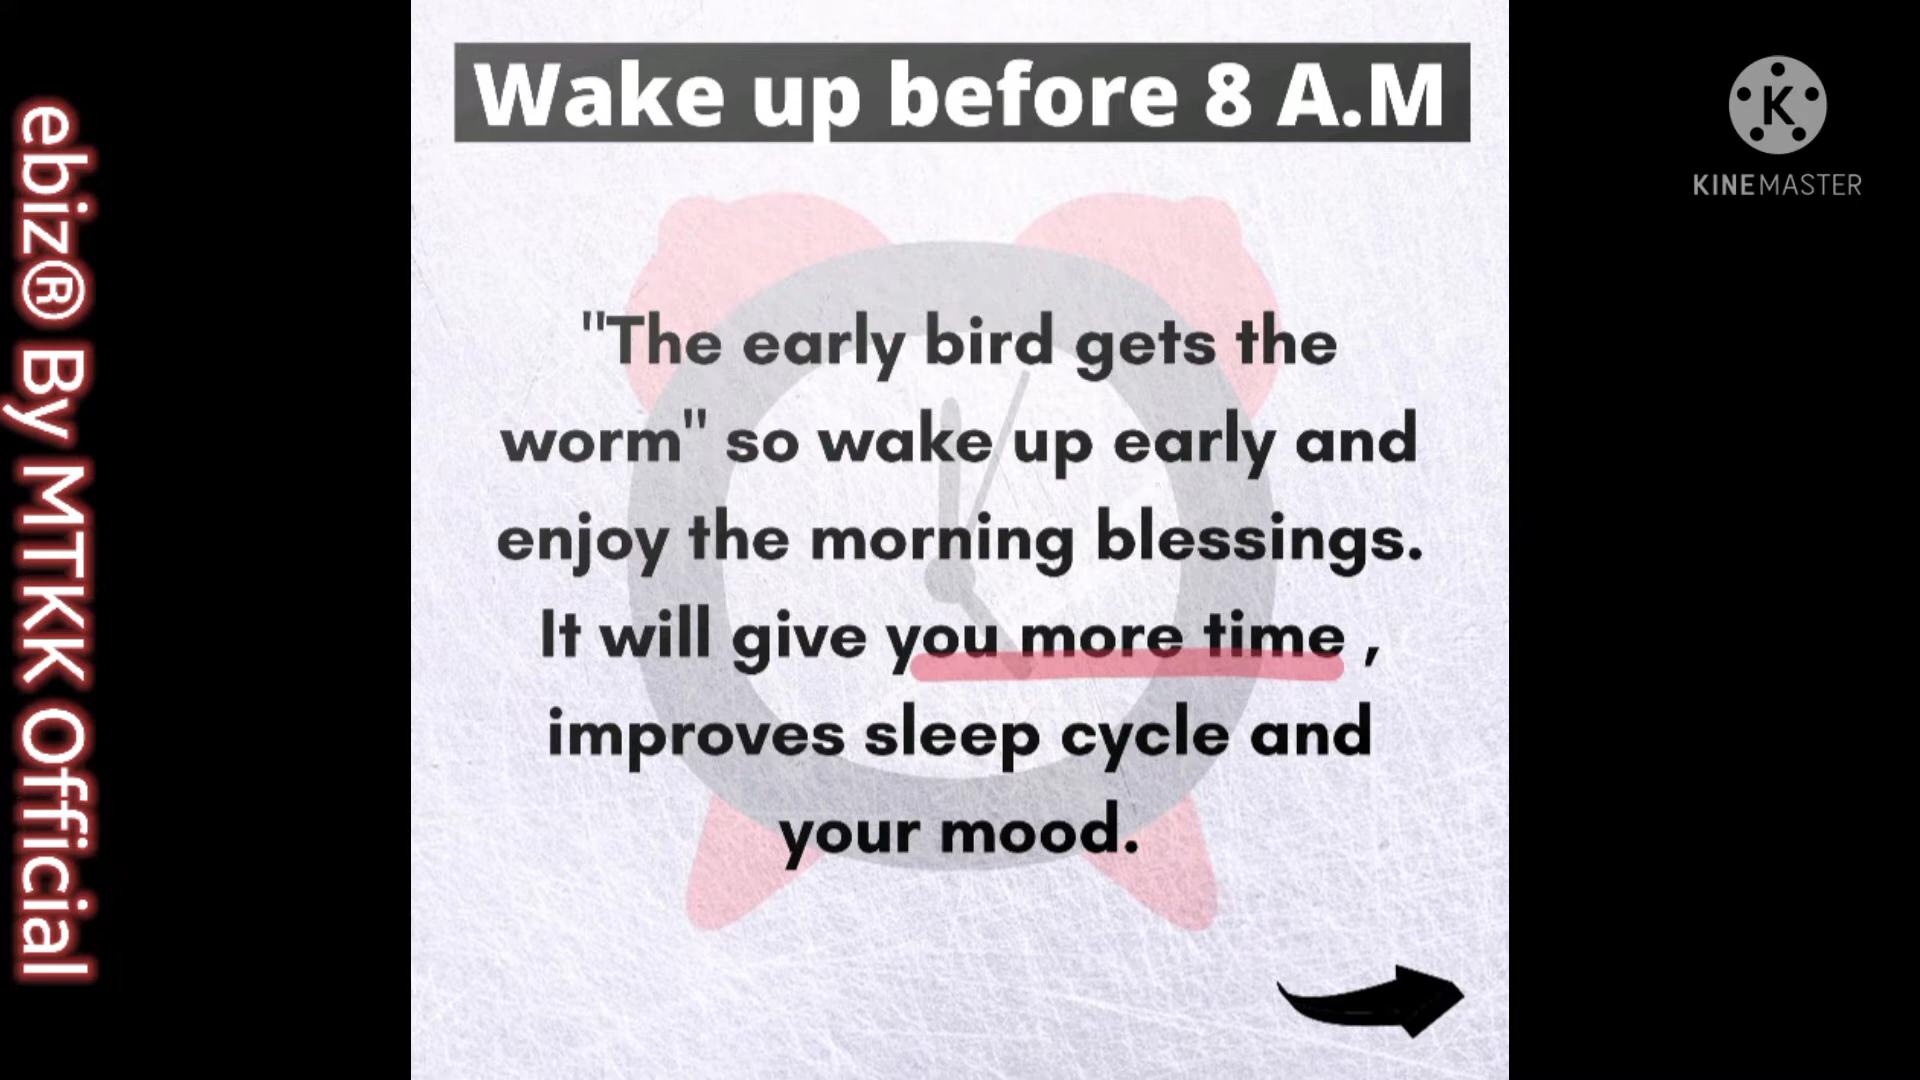 Wake up before 8 A.M
"The early bird gets the
worm" so wake up early and
enjoy the morning blessings.
It will give you more time ,
improves sleep cycle and
your mood.
ebiz® By MTKK Official
K
KINEMASTER